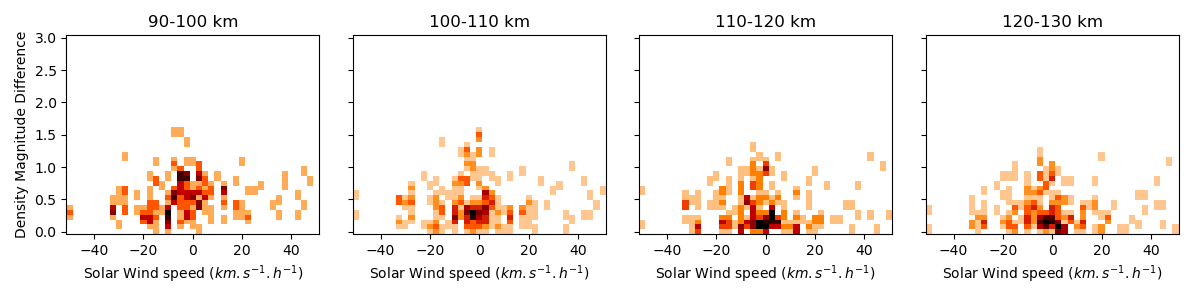 90-100 km
100-110 km
110-120 km
120-130 km
Density Magnitude Difference
3.0
2.5
2.0
1.5
1.0
0.5
0.0
−40 −20 0 20 40
−40 −20 0 20 40
−40 −20 0 20 40
−40 −20 0 20 40
Solar Wind speed (km.s⁻¹.h⁻¹)
Solar Wind speed (km.s⁻¹.h⁻¹)
Solar Wind speed (km.s⁻¹.h⁻¹)
Solar Wind speed (km.s⁻¹.h⁻¹)